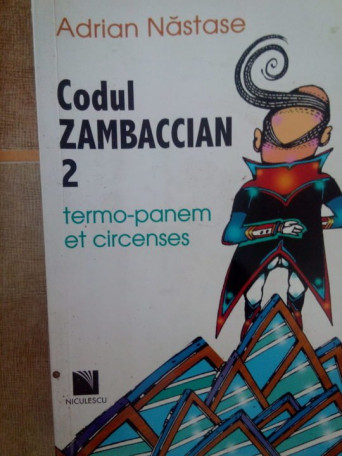 Adrian Năstase
Codul
ZAMBACCIAN
2
termo-panem
et circenses
NICULESCU